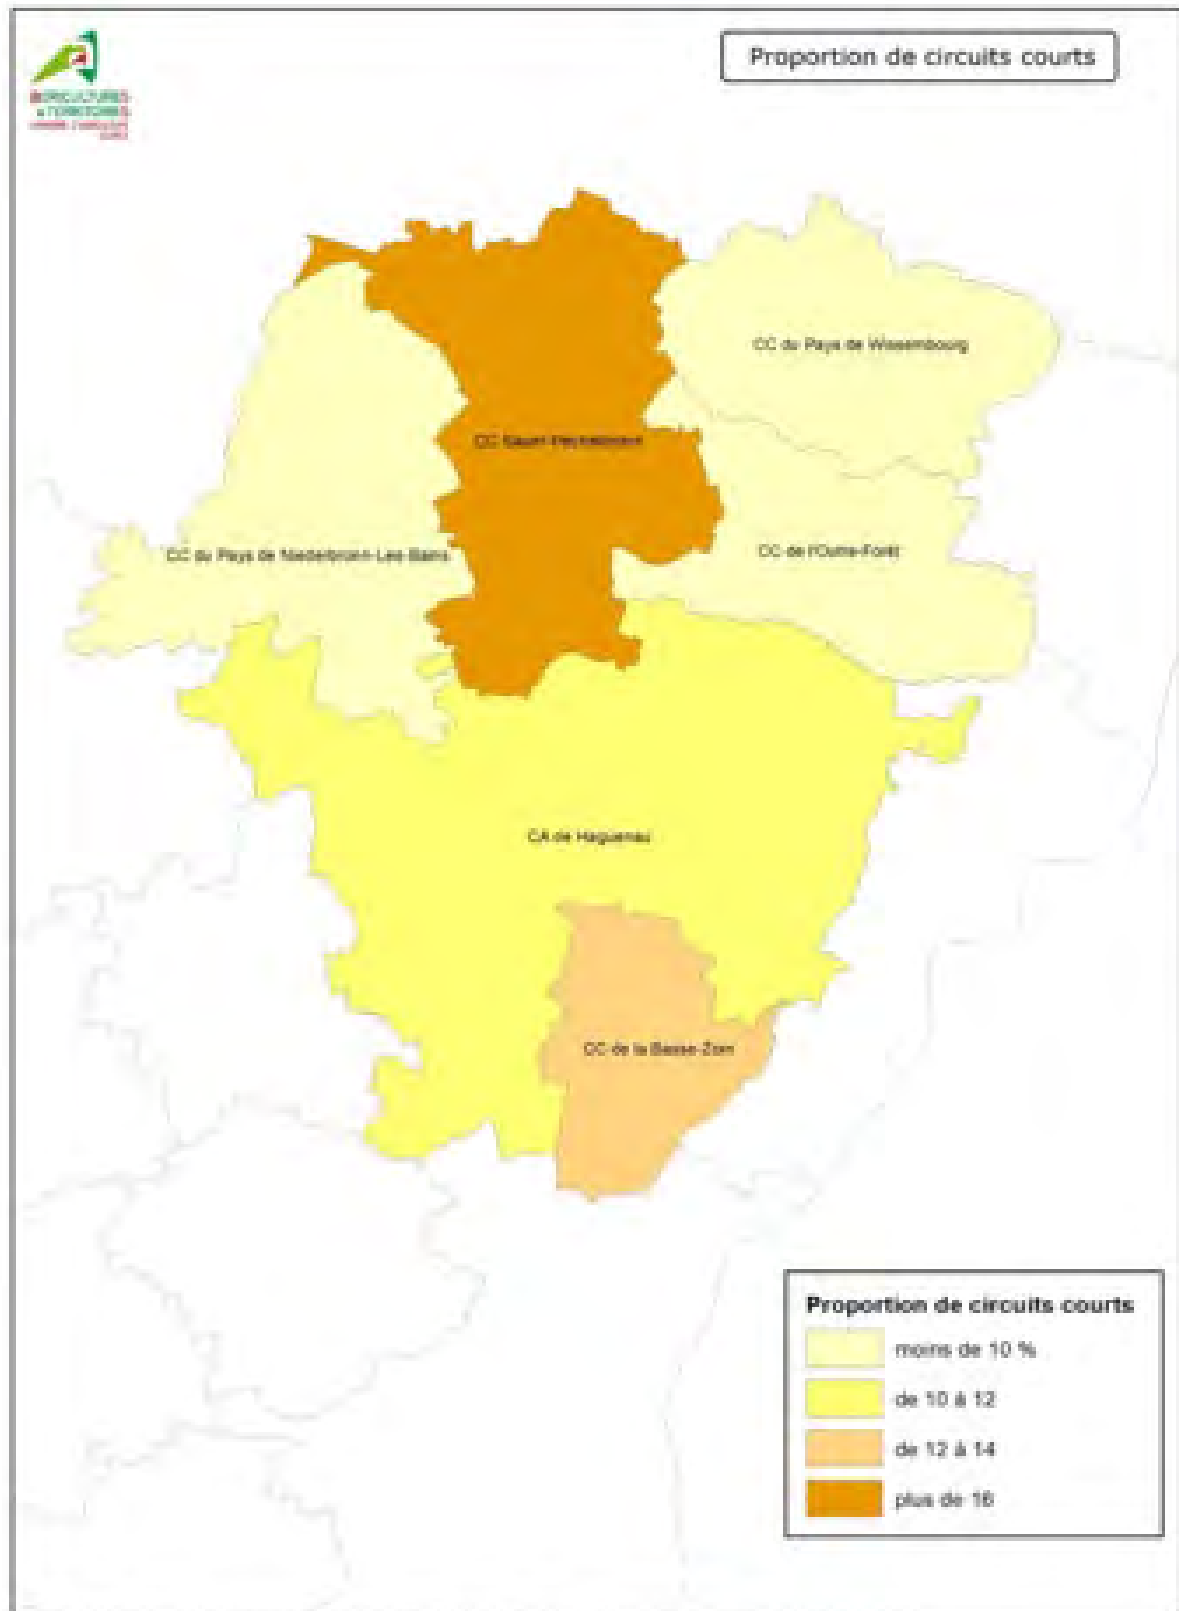 AGRICULTURES
& TERRITOIRES
Proportion de circuits courts
CC du Pays de Wissembourg
CC Sauer-Pechelbronn
CC du Pays de Niederbronn-Les-Bains
CC de l'Outre-Forêt
CA de Haguenau
CC de la Basse-Zorn
Proportion de circuits courts
moins de 10 %
de 10 à 12
de 12 à 14
plus de 16